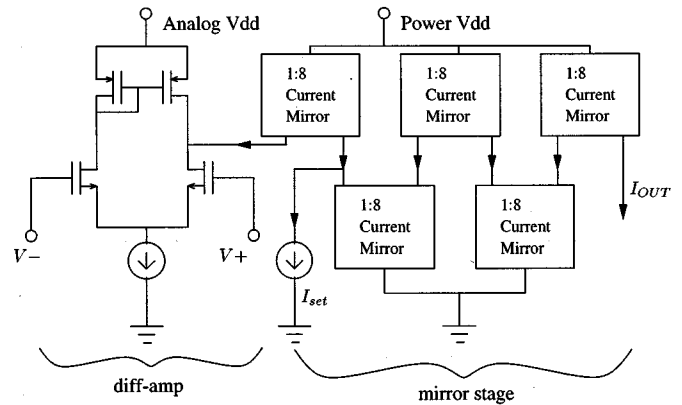 Analog Vdd
Power Vdd
1:8
Current
Mirror
1:8
Current
Mirror
1:8
Current
Mirror
1:8
Current
Mirror
1:8
Current
Mirror
I_OUT
V−
V+
I_set
diff-amp
mirror stage